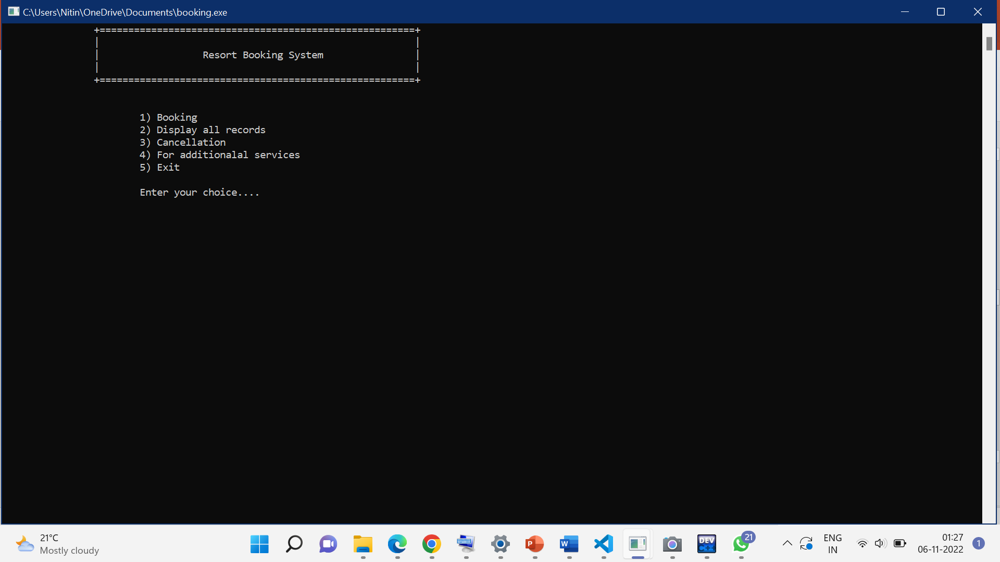 C:\Users\Nitin\OneDrive\Documents\booking.exe
+=======================================================+
| |
| Resort Booking System |
| |
+=======================================================+
1) Booking
2) Display all records
3) Cancellation
4) For additionalal services
5) Exit
Enter your choice....
21°C
Mostly cloudy
P
W
DEV
C++
21
ENG
IN
01:27
06-11-2022
1